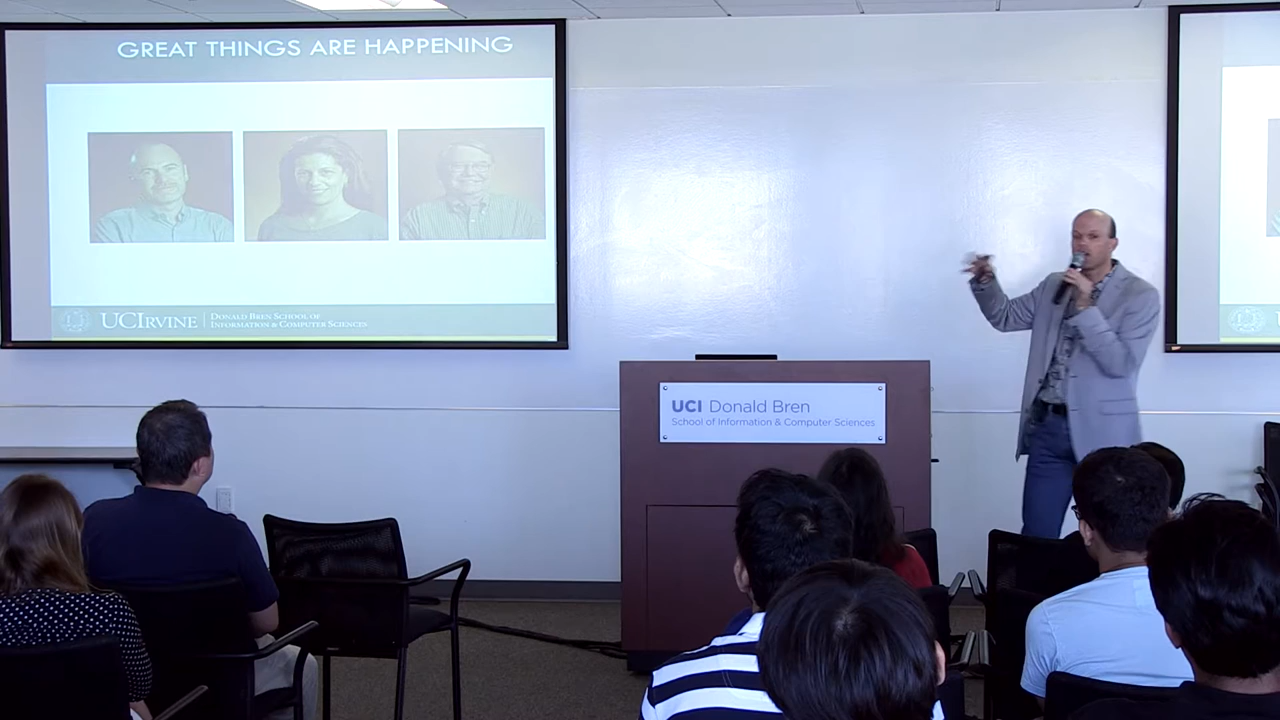 GREAT THINGS ARE HAPPENING
UCIRVINE
DONALD BREN SCHOOL OF
INFORMATION & COMPUTER SCIENCES
UCI Donald Bren
School of Information & Computer Sciences